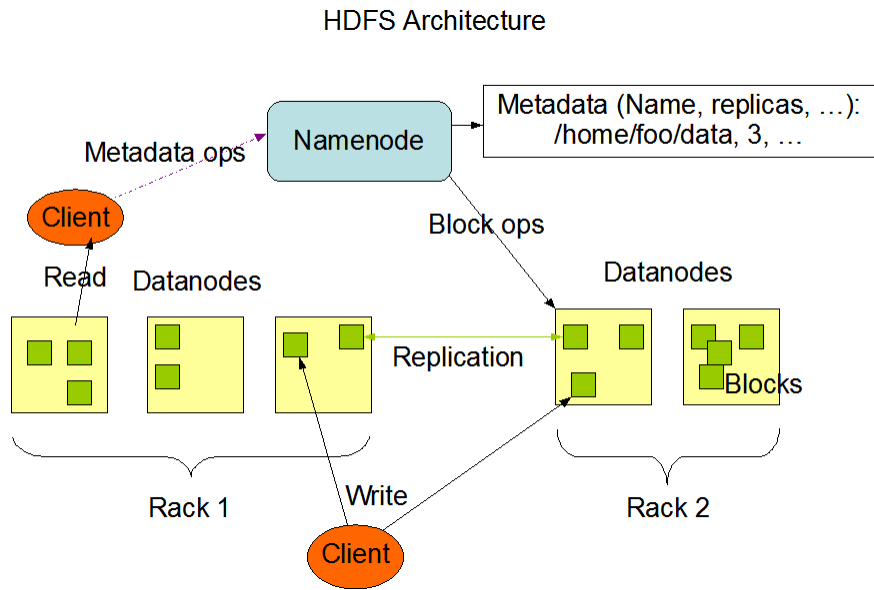 HDFS Architecture
Metadata (Name, replicas, …):
/home/foo/data, 3, …
Namenode
Metadata ops
Client
Block ops
Read
Datanodes
Datanodes
Replication
Blocks
Rack 1
Write
Rack 2
Client